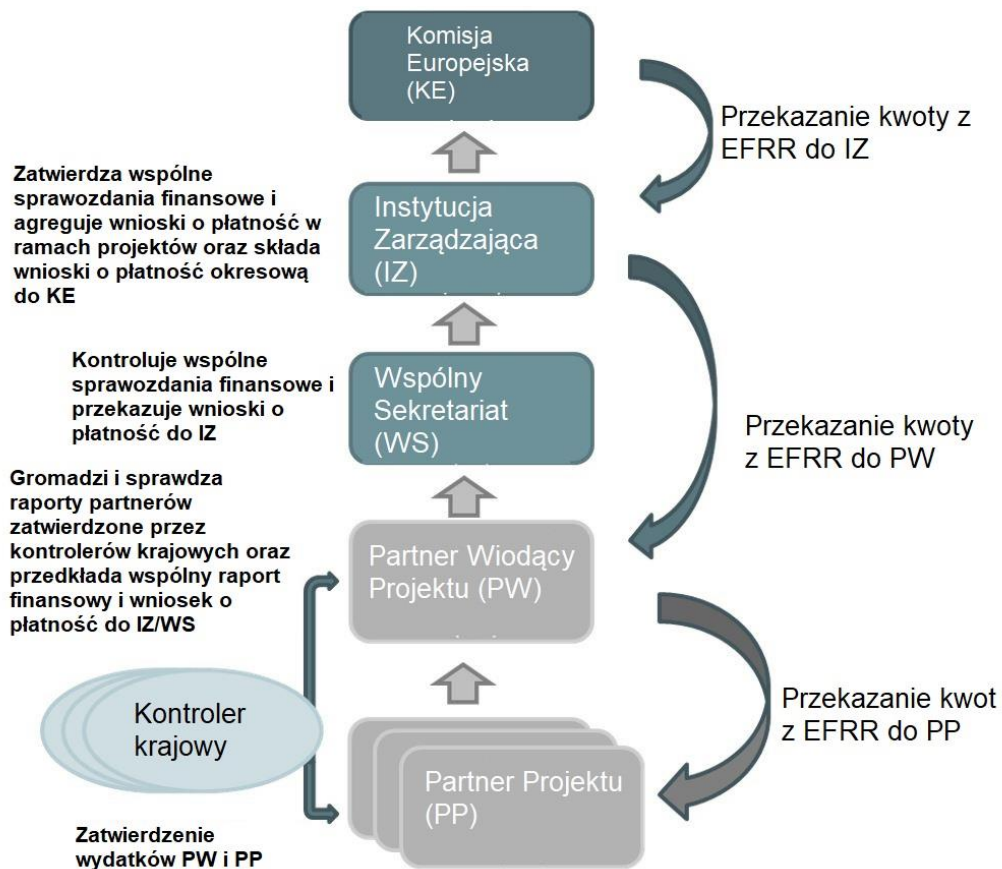 Komisja
Europejska
(KE)
Przekazanie kwoty z
EFRR do IZ
Zatwierdza wspólne
sprawozdania finansowe i
agreguje wnioski o płatność w
ramach projektów oraz składa
wnioski o płatność okresową
do KE
Instytucja
Zarządzająca
(IZ)
Kontroluje wspólne
sprawozdania finansowe i
przekazuje wnioski o
płatność do IZ
Wspólny
Sekretariat
(WS)
Przekazanie kwoty
z EFRR do PW
Gromadzi i sprawdza
raporty partnerów
zatwierdzone przez
kontrolerów krajowych oraz
przedkłada wspólny raport
finansowy i wniosek o
płatność do IZ/WS
Partner Wiodący
Projektu (PW)
Kontroler
krajowy
Przekazanie kwot
z EFRR do PP
Partner Projektu
(PP)
Zatwierdzenie
wydatków PW i PP